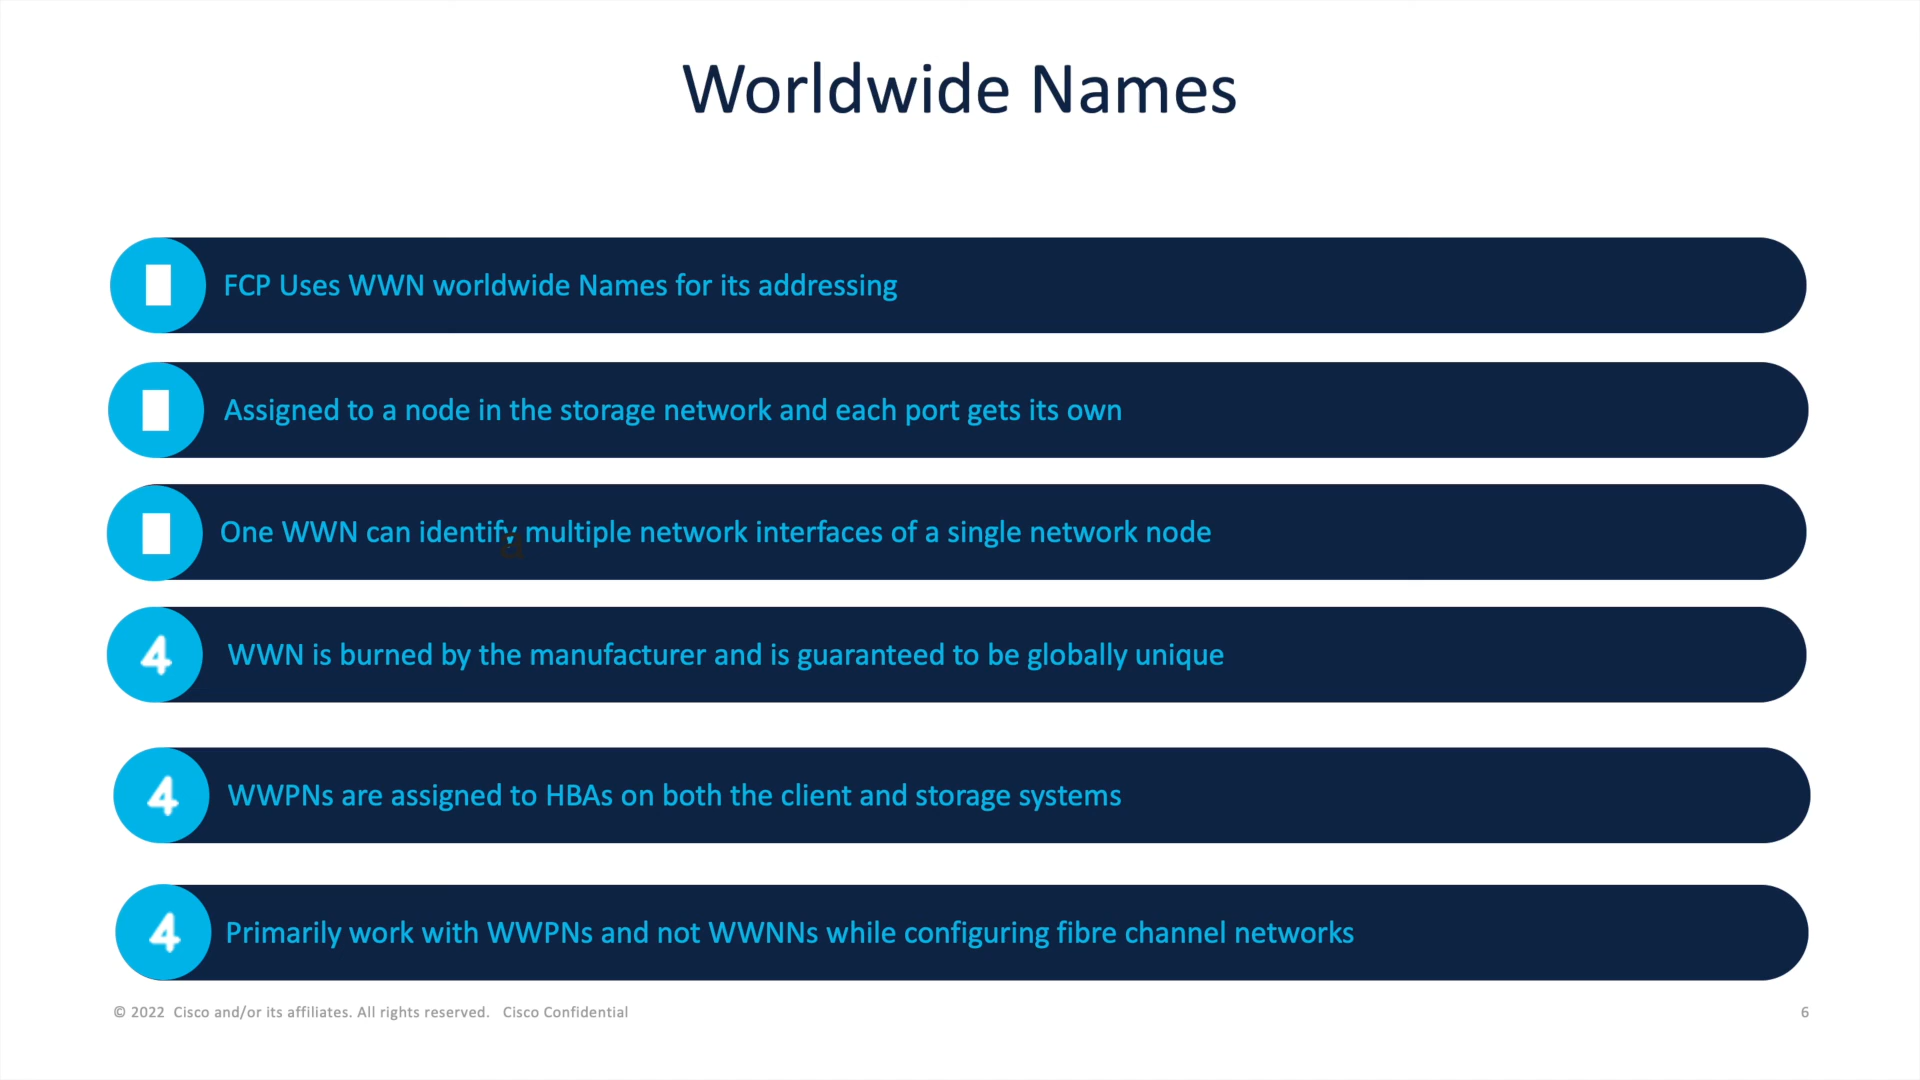 Worldwide Names
FCP Uses WWN worldwide Names for its addressing
Assigned to a node in the storage network and each port gets its own
One WWN can identify multiple network interfaces of a single network node
4 WWN is burned by the manufacturer and is guaranteed to be globally unique
4 WWPNs are assigned to HBAs on both the client and storage systems
4 Primarily work with WWPNs and not WWNNs while configuring fibre channel networks
© 2022 Cisco and/or its affiliates. All rights reserved. Cisco Confidential 6